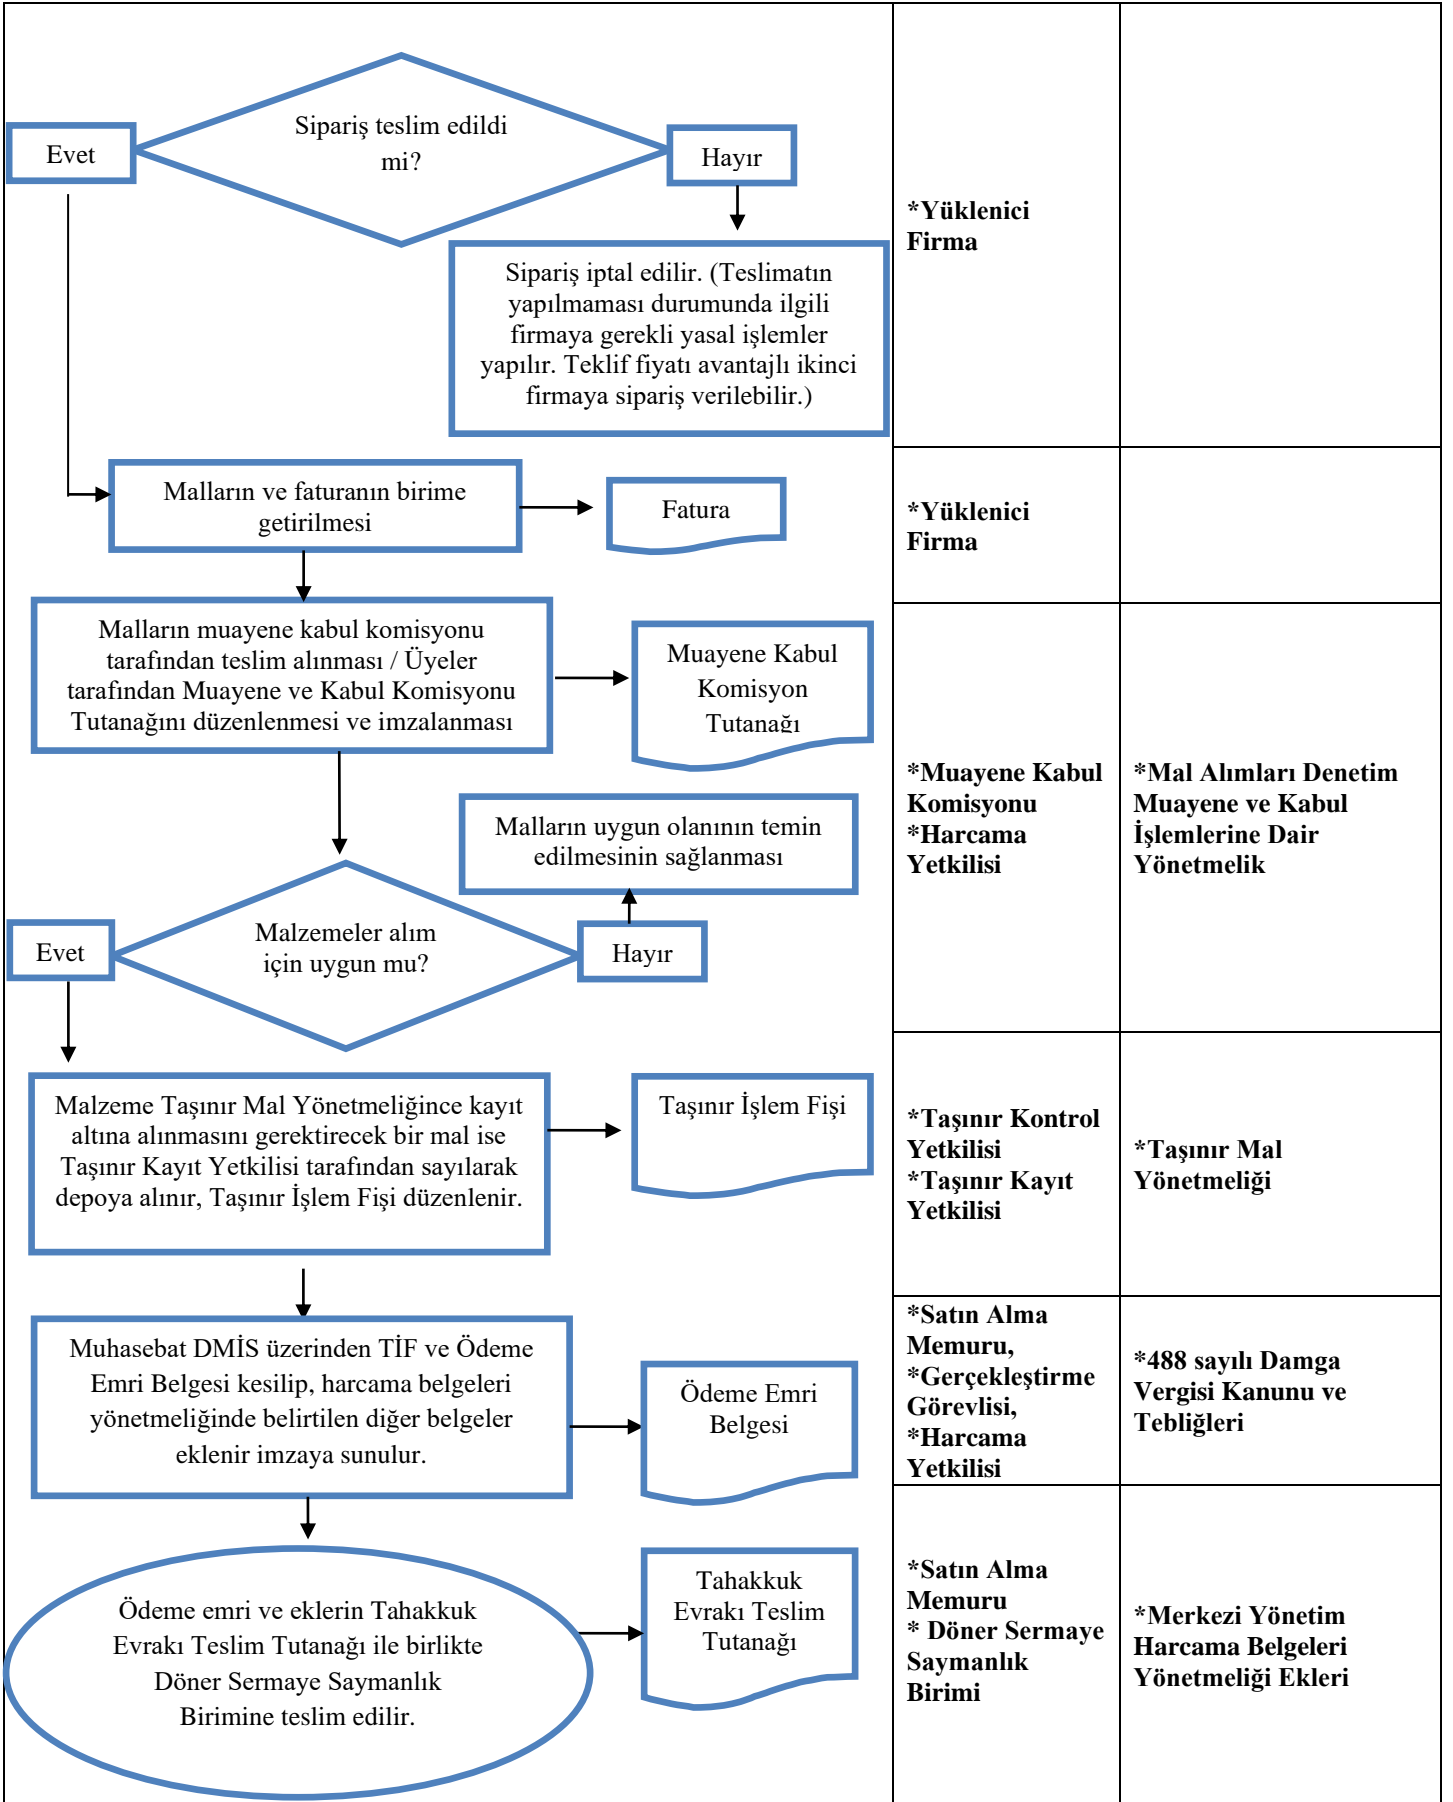 Sipariş teslim edildi
mi?
Evet
Hayır
Sipariş iptal edilir. (Teslimatın
yapılmaması durumunda ilgili
firmaya gerekli yasal işlemler
yapılır. Teklif fiyatı avantajlı ikinci
firmaya sipariş verilebilir.)
*Yüklenici
Firma
Malların ve faturanın birime
getirilmesi
Fatura
*Yüklenici
Firma
Malların muayene kabul komisyonu
tarafından teslim alınması / Üyeler
tarafından Muayene ve Kabul Komisyonu
Tutanağını düzenlenmesi ve imzalanması
Muayene Kabul
Komisyon
Tutanağı
Malların uygun olanının temin
edilmesinin sağlanması
Malzemeler alım
için uygun mu?
Evet
Hayır
*Muayene Kabul
Komisyonu
*Harcama
Yetkilisi
*Mal Alımları Denetim
Muayene ve Kabul
İşlemlerine Dair
Yönetmelik
Malzeme Taşınır Mal Yönetmeliğince kayıt
altına alınmasını gerektirecek bir mal ise
Taşınır Kayıt Yetkilisi tarafından sayılarak
depoya alınır, Taşınır İşlem Fişi düzenlenir.
Taşınır İşlem Fişi
*Taşınır Kontrol
Yetkilisi
*Taşınır Kayıt
Yetkilisi
*Taşınır Mal
Yönetmeliği
Muhasebat DMİS üzerinden TİF ve Ödeme
Emri Belgesi kesilip, harcama belgeleri
yönetmeliğinde belirtilen diğer belgeler
eklenir imzaya sunulur.
Ödeme Emri
Belgesi
*Satın Alma
Memuru,
*Gerçekleştirme
Görevlisi,
*Harcama
Yetkilisi
*488 sayılı Damga
Vergisi Kanunu ve
Tebliğleri
Ödeme emri ve eklerin Tahakkuk
Evrakı Teslim Tutanağı ile birlikte
Döner Sermaye Saymanlık
Birimine teslim edilir.
Tahakkuk
Evrakı Teslim
Tutanağı
*Satın Alma
Memuru
* Döner Sermaye
Saymanlık
Birimi
*Merkezi Yönetim
Harcama Belgeleri
Yönetmeliği Ekleri